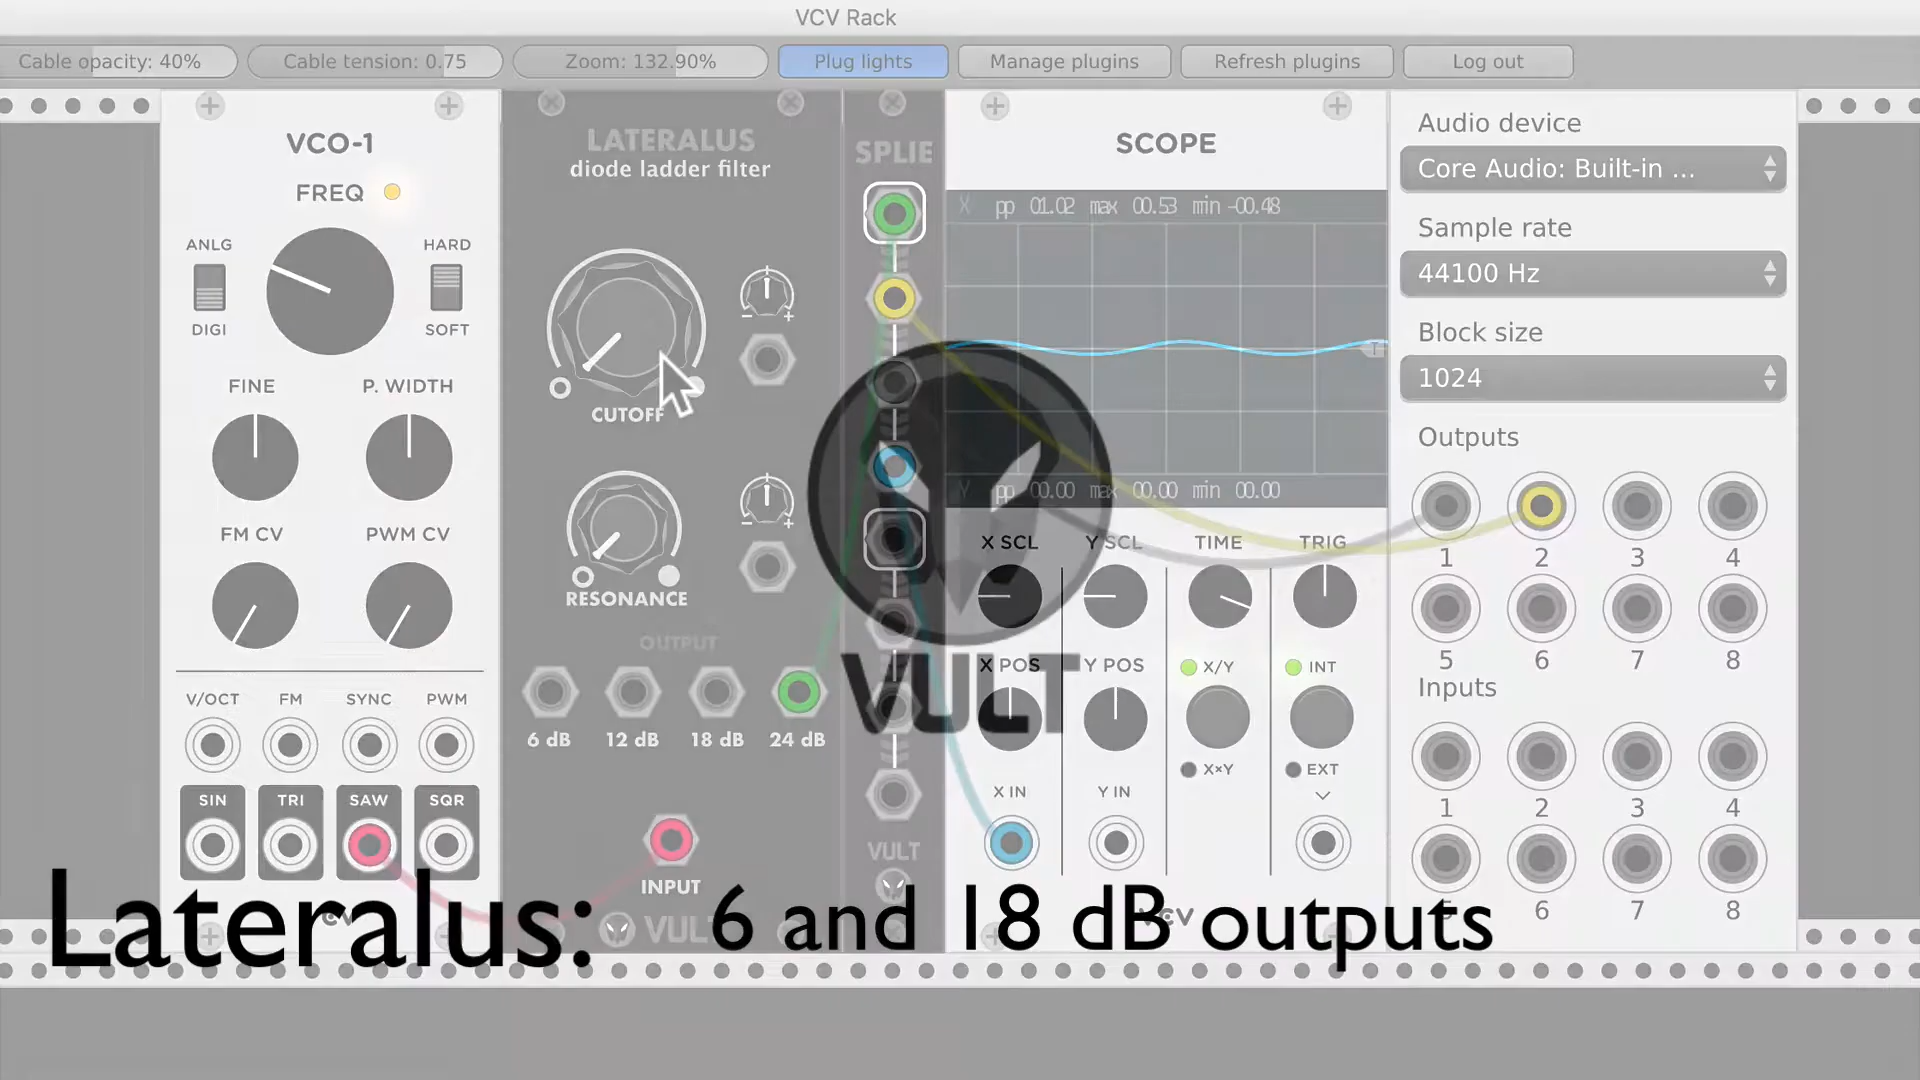 VCV Rack
Cable opacity: 40%
Cable tension: 0.75
Zoom: 132.90%
Plug lights
Manage plugins
Refresh plugins
Log out
VCO-1
FREQ
ANLG
HARD
DIGI
SOFT
FINE
P. WIDTH
FM CV
PWM CV
V/OCT
FM
SYNC
PWM
SIN
TRI
SAW
SQR
LATERALUS
diode ladder filter
CUTOFF
RESONANCE
OUTPUT
6 dB
12 dB
18 dB
24 dB
INPUT
VULT
SPLIE
VULT
SCOPE
X pp 01.02 max 00.53 min -00.48
T
Y pp 00.00 max 00.00 min 00.00
X SCL
Y SCL
TIME
TRIG
X POS
Y POS
X/Y
INT
X×Y
EXT
X IN
Y IN
VCV
Audio device
Core Audio: Built-in ...
Sample rate
44100 Hz
Block size
1024
Outputs
1
2
3
4
5
6
7
8
Inputs
1
2
3
4
5
6
7
8
VULT
Lateralus: 6 and 18 dB outputs